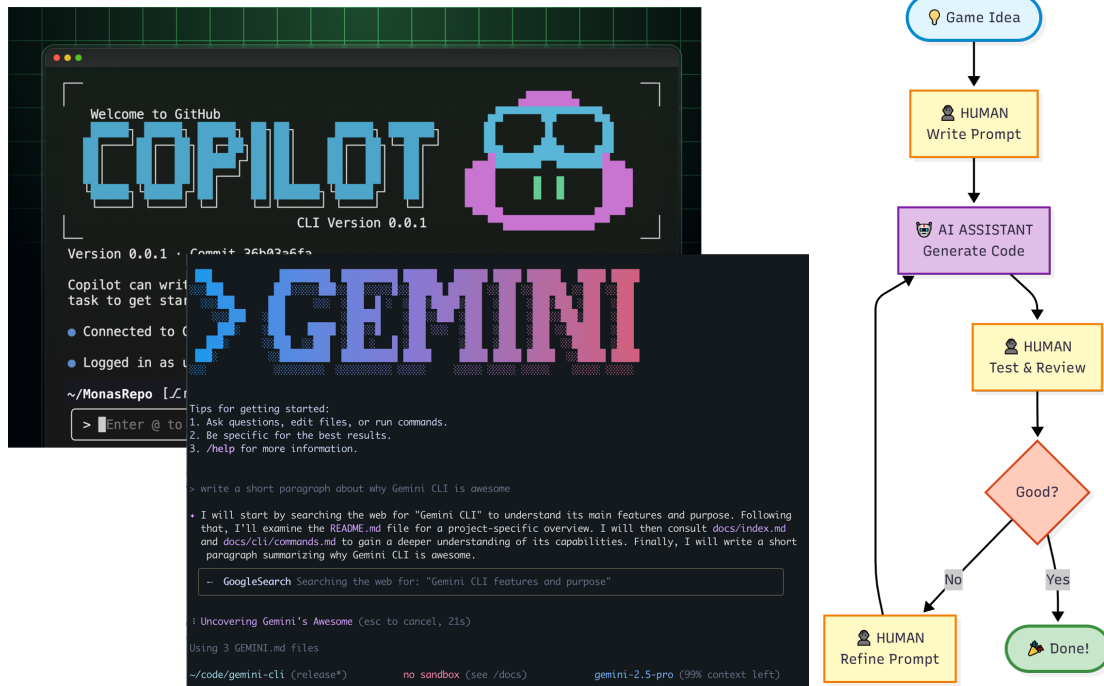 Welcome to GitHub
COPILOT
CLI Version 0.0.1
Version 0.0.1 · Commit 36b03a6fa
Copilot can writ
task to get star
● Connected to
● Logged in as u
~/MonasRepo
> Enter @ to
> GEMINI
Tips for getting started:
1. Ask questions, edit files, or run commands.
2. Be specific for the best results.
3. /help for more information.
> write a short paragraph about why Gemini CLI is awesome
✦ I will start by searching the web for "Gemini CLI" to understand its main features and purpose. Following
that, I'll examine the README.md file for a project-specific overview. I will then consult docs/index.md
and docs/cli/commands.md to gain a deeper understanding of its capabilities. Finally, I will write a short
paragraph summarizing why Gemini CLI is awesome.
← GoogleSearch Searching the web for: "Gemini CLI features and purpose"
⠇ Uncovering Gemini's Awesome (esc to cancel, 21s)
Using 3 GEMINI.md files
~/code/gemini-cli (release*) no sandbox (see /docs) gemini-2.5-pro (99% context left)
💡 Game Idea
HUMAN
Write Prompt
AI ASSISTANT
Generate Code
HUMAN
Test & Review
Good?
No
Yes
HUMAN
Refine Prompt
🎉 Done!